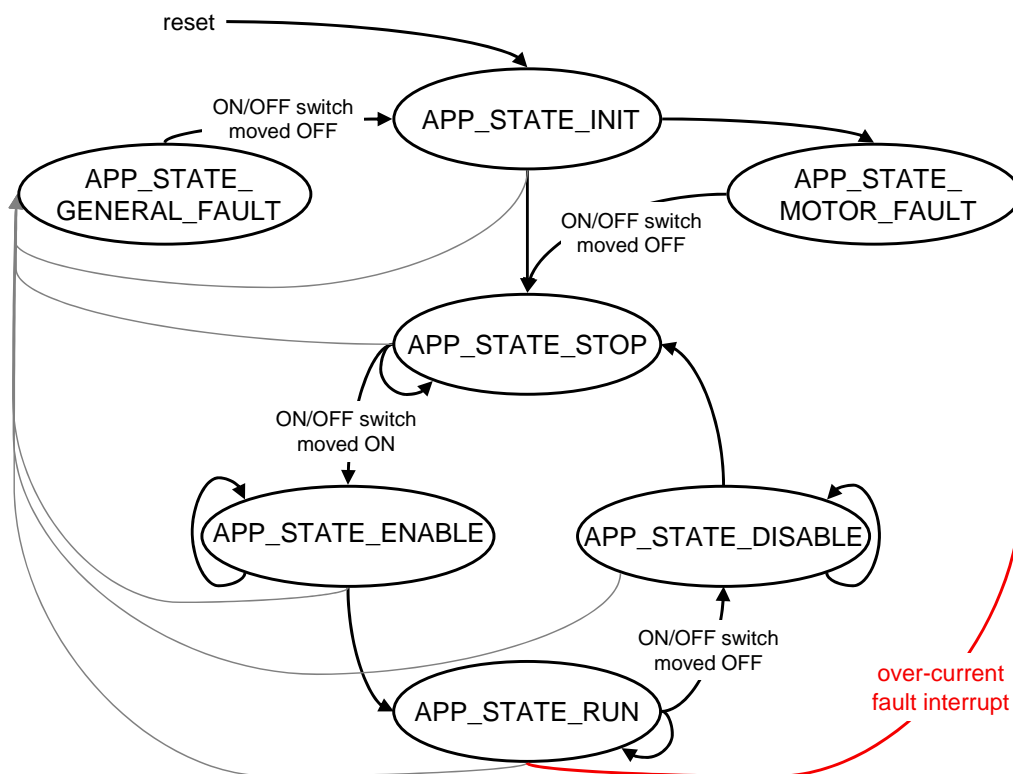 reset
ON/OFF switch
moved OFF
APP_STATE_INIT
APP_STATE_
GENERAL_FAULT
APP_STATE_
MOTOR_FAULT
ON/OFF switch
moved OFF
APP_STATE_STOP
ON/OFF switch
moved ON
APP_STATE_ENABLE
APP_STATE_DISABLE
ON/OFF switch
moved OFF
over-current
fault interrupt
APP_STATE_RUN